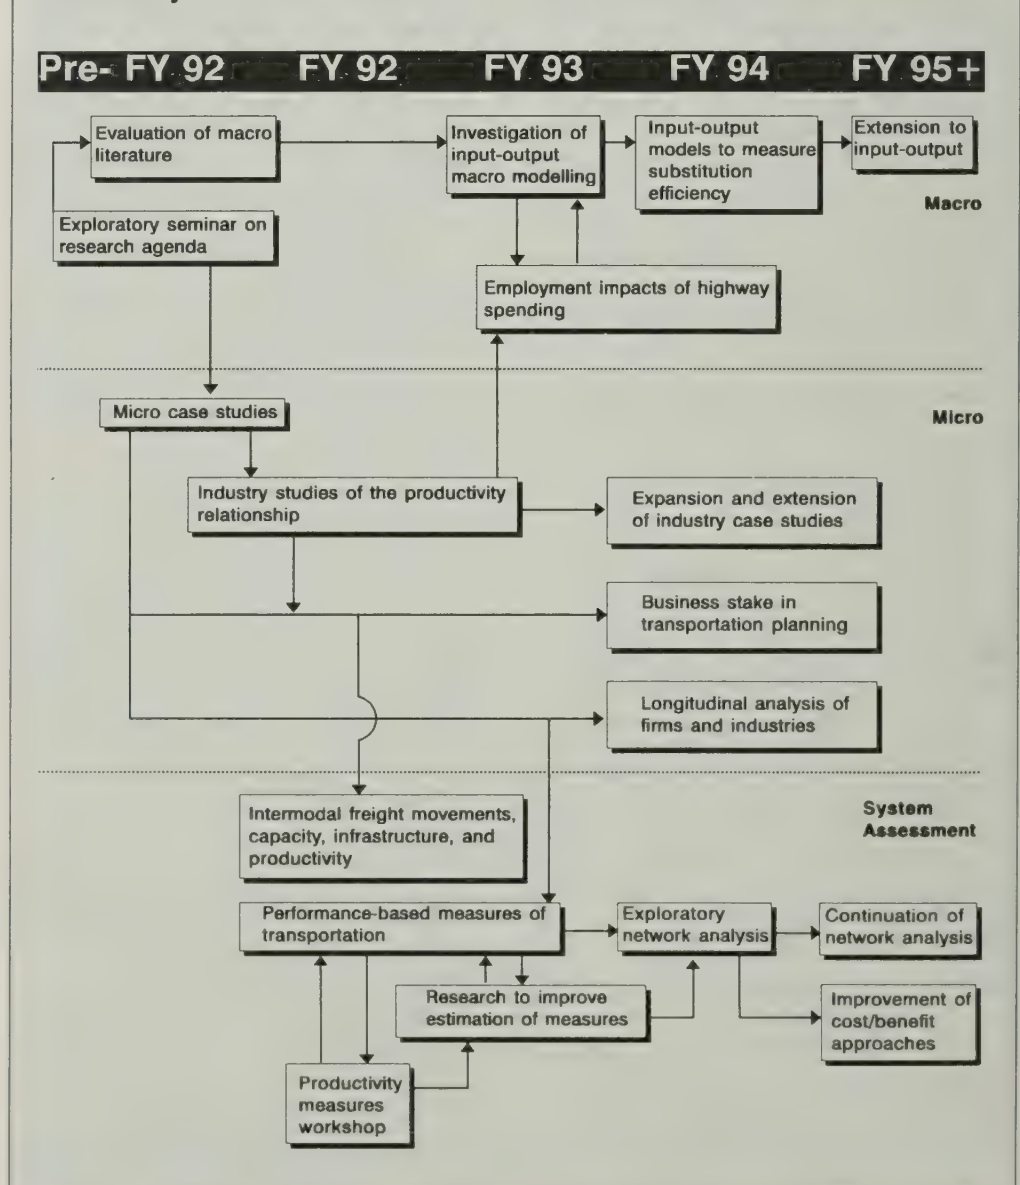 Pre- FY 92 FY 92 FY 93 FY 94 FY 95+
Evaluation of macro
literature
Investigation of
input-output
macro modelling
Input-output
models to measure
substitution
efficiency
Extension to
input-output
Macro
Exploratory seminar on
research agenda
Employment impacts of highway
spending
Micro case studies
Micro
Industry studies of the productivity
relationship
Expansion and extension
of industry case studies
Business stake in
transportation planning
Longitudinal analysis of
firms and industries
Intermodal freight movements,
capacity, infrastructure, and
productivity
System
Assessment
Performance-based measures of
transportation
Exploratory
network analysis
Continuation of
network analysis
Research to improve
estimation of measures
Improvement of
cost/benefit
approaches
Productivity
measures
workshop